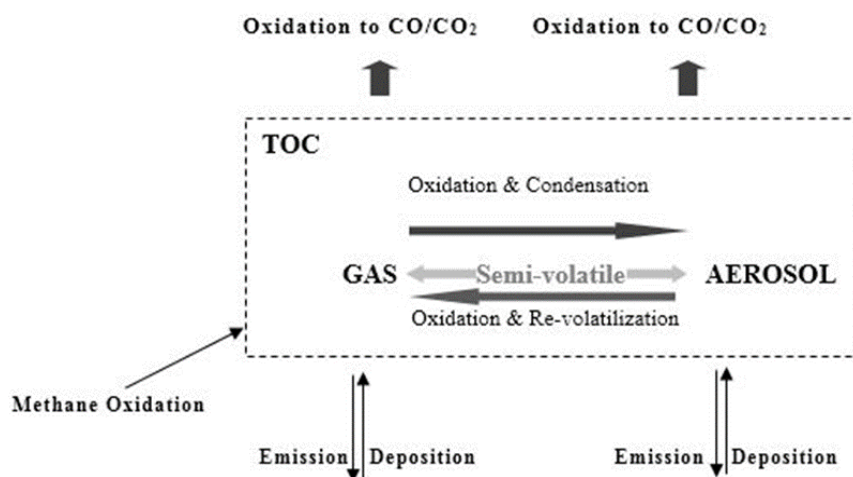 Oxidation to CO/CO₂
Oxidation to CO/CO₂
TOC
Oxidation & Condensation
GAS
Semi-volatile
AEROSOL
Oxidation & Re-volatilization
Methane Oxidation
Emission
Deposition
Emission
Deposition